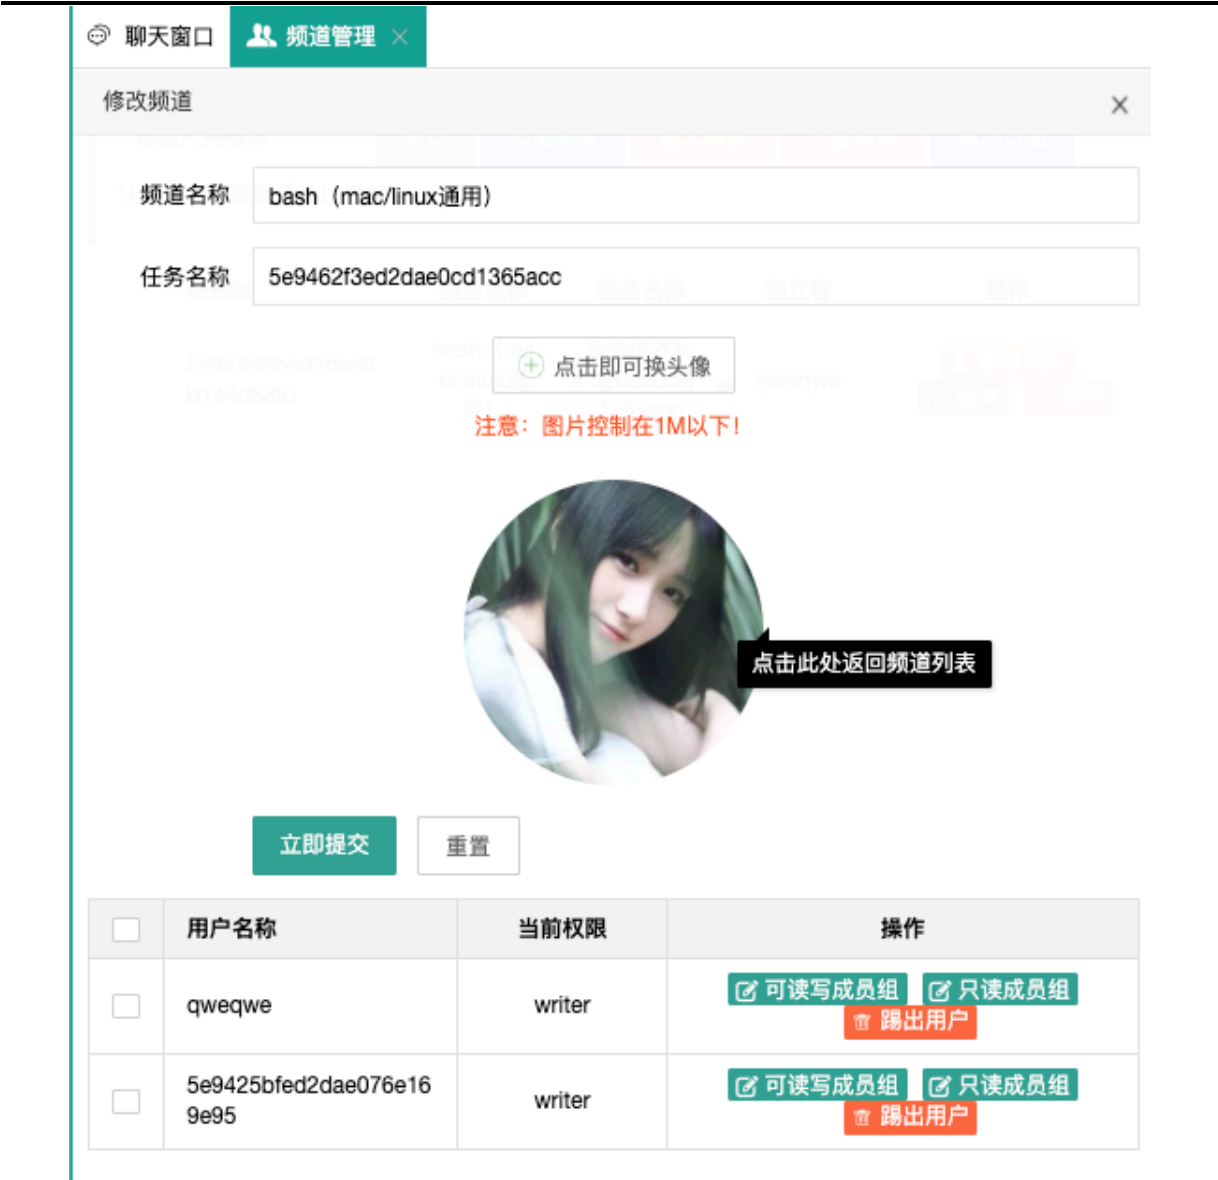 聊天窗口 频道管理
修改频道
频道名称 bash（mac/linux通用）
任务名称 5e9462f3ed2dae0cd1365acc
点击即可换头像
注意：图片控制在1M以下！
点击此处返回频道列表
立即提交 重置
用户名称 当前权限 操作
qweqwe writer 可读写成员组 只读成员组
踢出用户
5e9425bfed2dae076e16
9e95 writer 可读写成员组 只读成员组
踢出用户